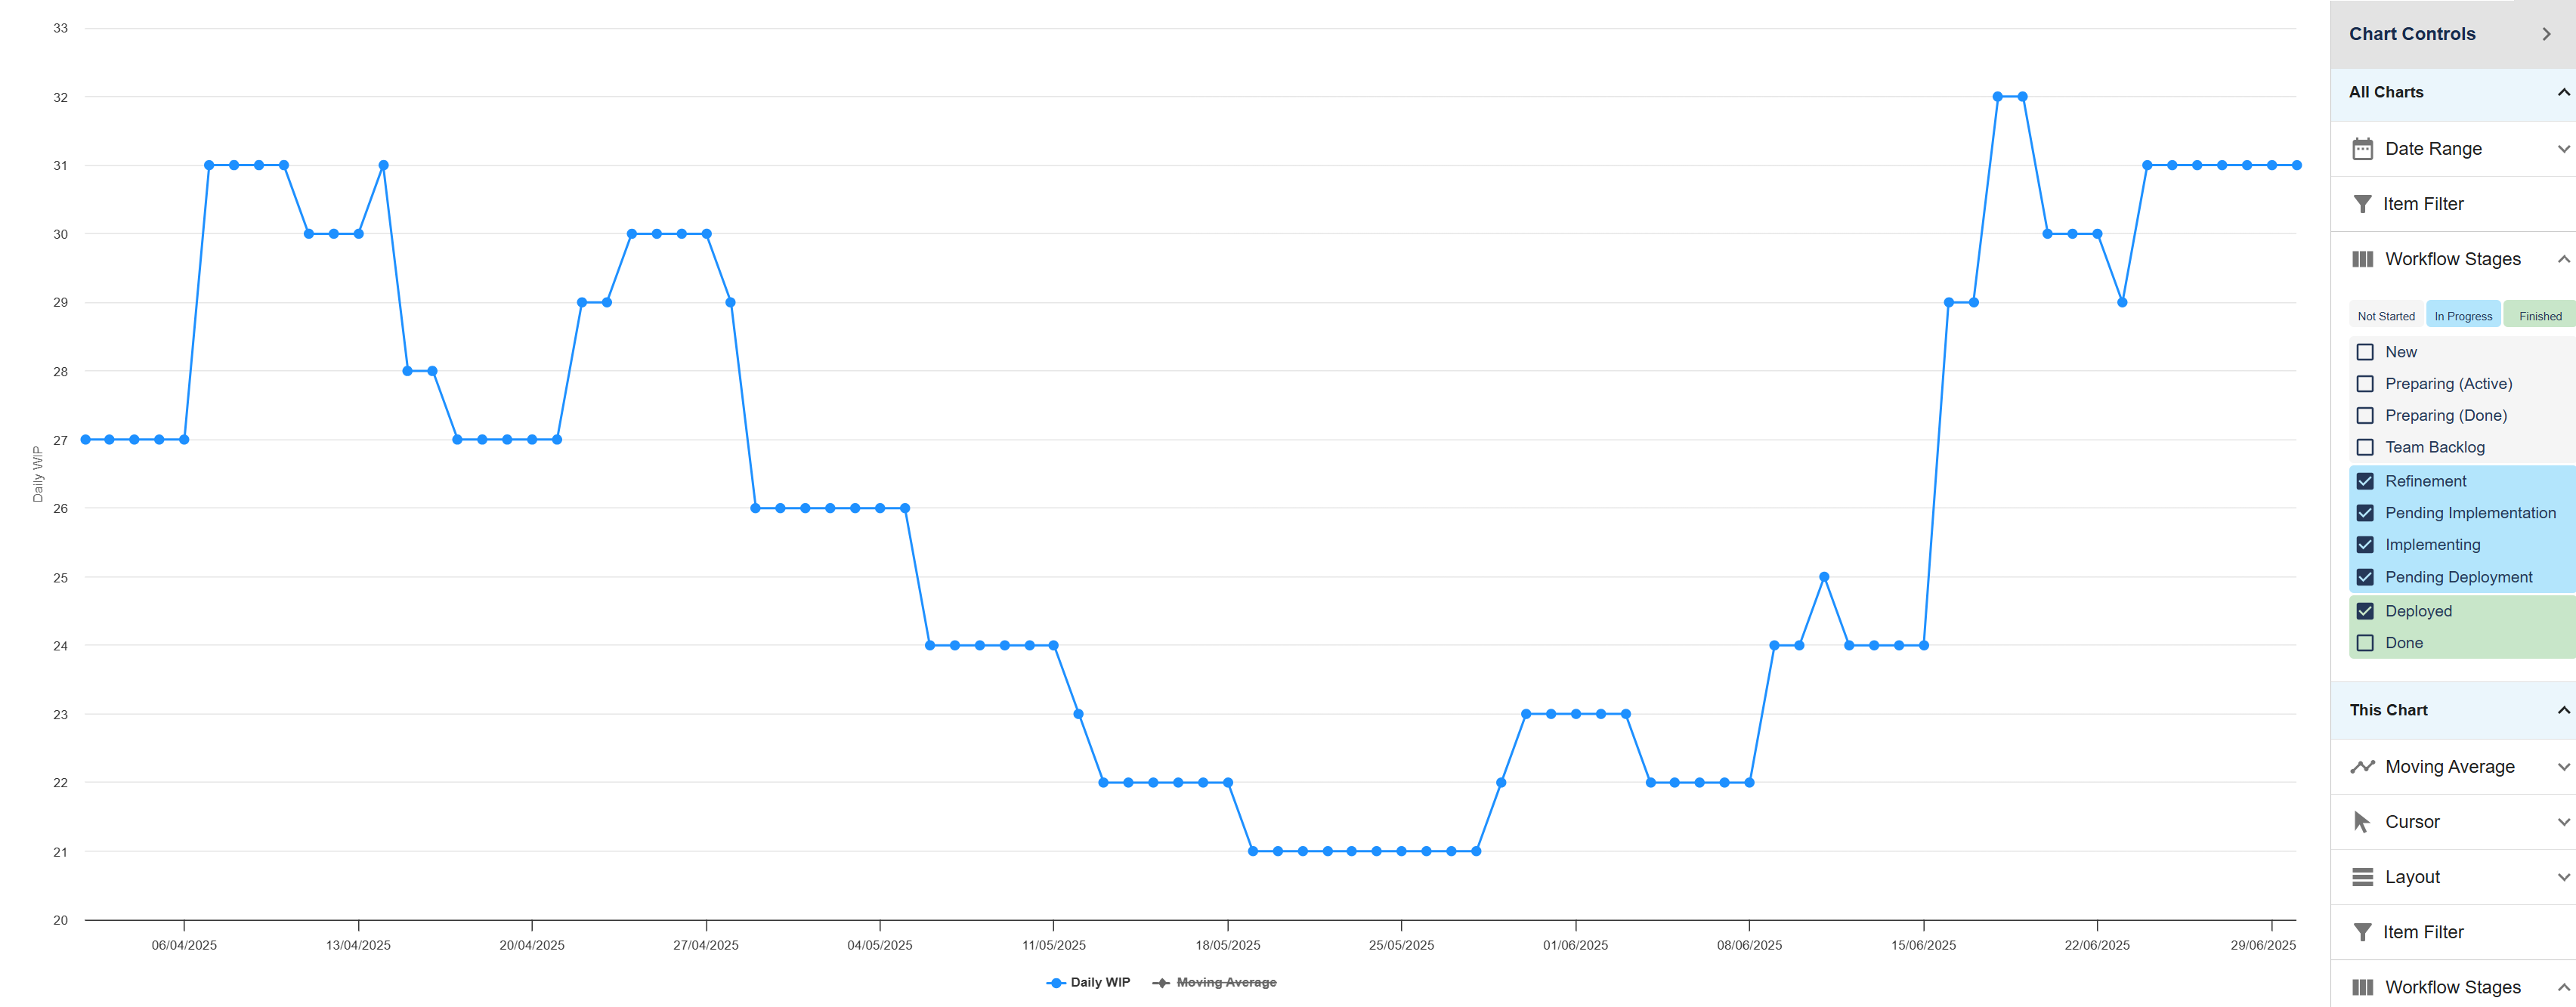 33
32
31
30
29
28
27
26
25
24
23
22
21
20
Daily WIP
06/04/2025 13/04/2025 20/04/2025 27/04/2025 04/05/2025 11/05/2025 18/05/2025 25/05/2025 01/06/2025 08/06/2025 15/06/2025 22/06/2025 29/06/2025
Daily WIP Moving Average
Chart Controls
All Charts
Date Range
Item Filter
Workflow Stages
Not Started In Progress Finished
New
Preparing (Active)
Preparing (Done)
Team Backlog
Refinement
Pending Implementation
Implementing
Pending Deployment
Deployed
Done
This Chart
Moving Average
Cursor
Layout
Item Filter
Workflow Stages